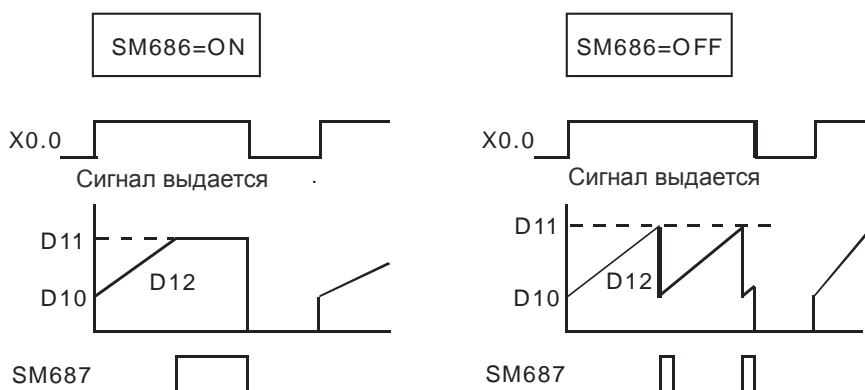 SM686=ON
X0.0
Сигнал выдается
D11
D12
D10
SM687
SM686=OFF
X0.0
Сигнал выдается
D11
D12
D10
SM687